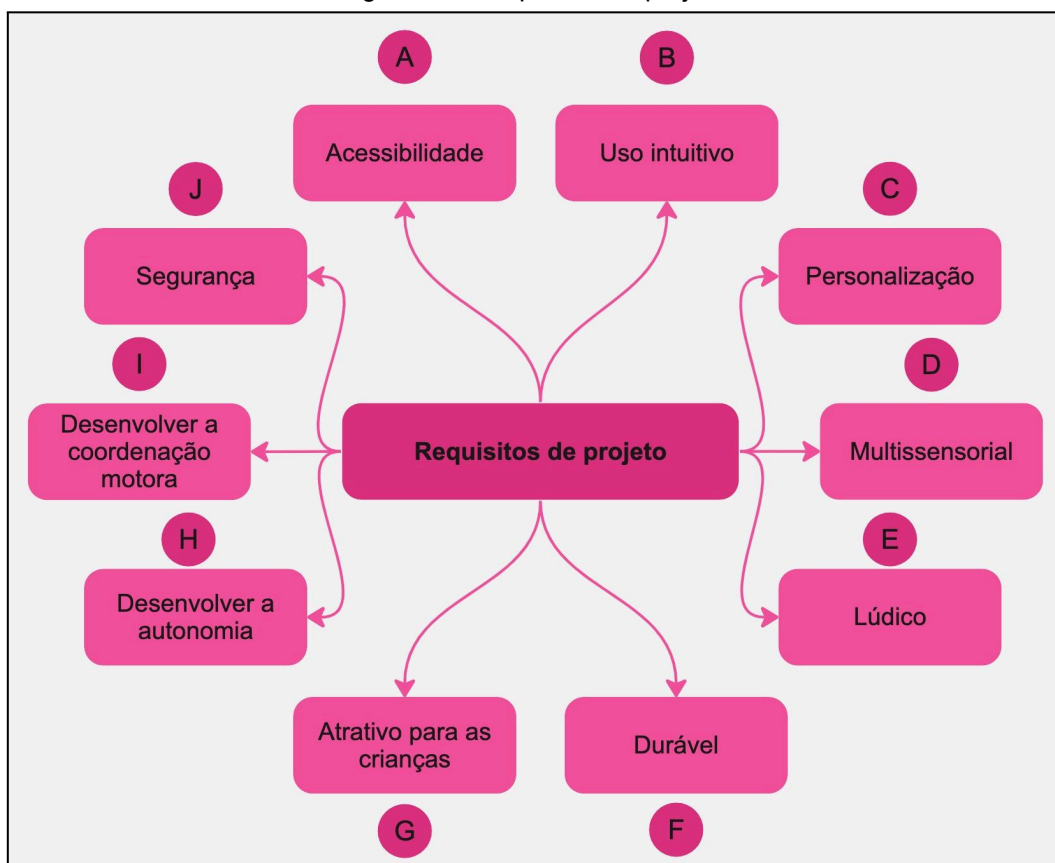 A
Acessibilidade
B
Uso intuitivo
C
Personalização
D
Multissensorial
E
Lúdico
F
Durável
G
Atrativo para as
crianças
H
Desenvolver a
autonomia
I
Desenvolver a
coordenação
motora
J
Segurança
Requisitos de projeto